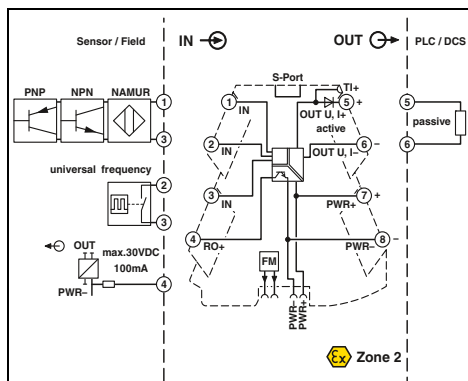 Sensor / Field
IN
OUT
PLC / DCS
PNP
NPN
NAMUR
1
3
universal frequency
2
3
OUT
max.30VDC
100mA
PWR–
4
S-Port
TI+
1
IN
5
+
OUT U, I+
active
2
IN
6
–
OUT U, I–
3
IN
7
+
PWR+
4
RO+
8
–
PWR–
FM
PWR–
PWR+
5
passive
6
Ex
Zone 2